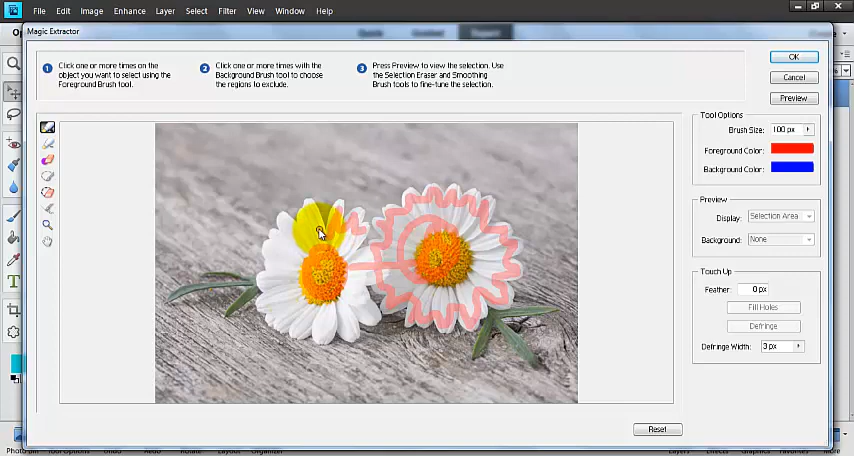 File Edit Image Enhance Layer Select Filter View Window Help
Magic Extractor
1 Click one or more times on the
object you want to select using the
Foreground Brush tool.
2 Click one or more times with the
Background Brush tool to choose
the regions to exclude.
3 Press Preview to view the selection. Use
the Selection Eraser and Smoothing
Brush tools to fine-tune the selection.
OK
Cancel
Preview
Tool Options
Brush Size: 100 px
Foreground Color:
Background Color:
Preview
Display: Selection Area
Background: None
Touch Up
Feather: 0 px
Fill Holes
Defringe
Defringe Width: 3 px
Reset